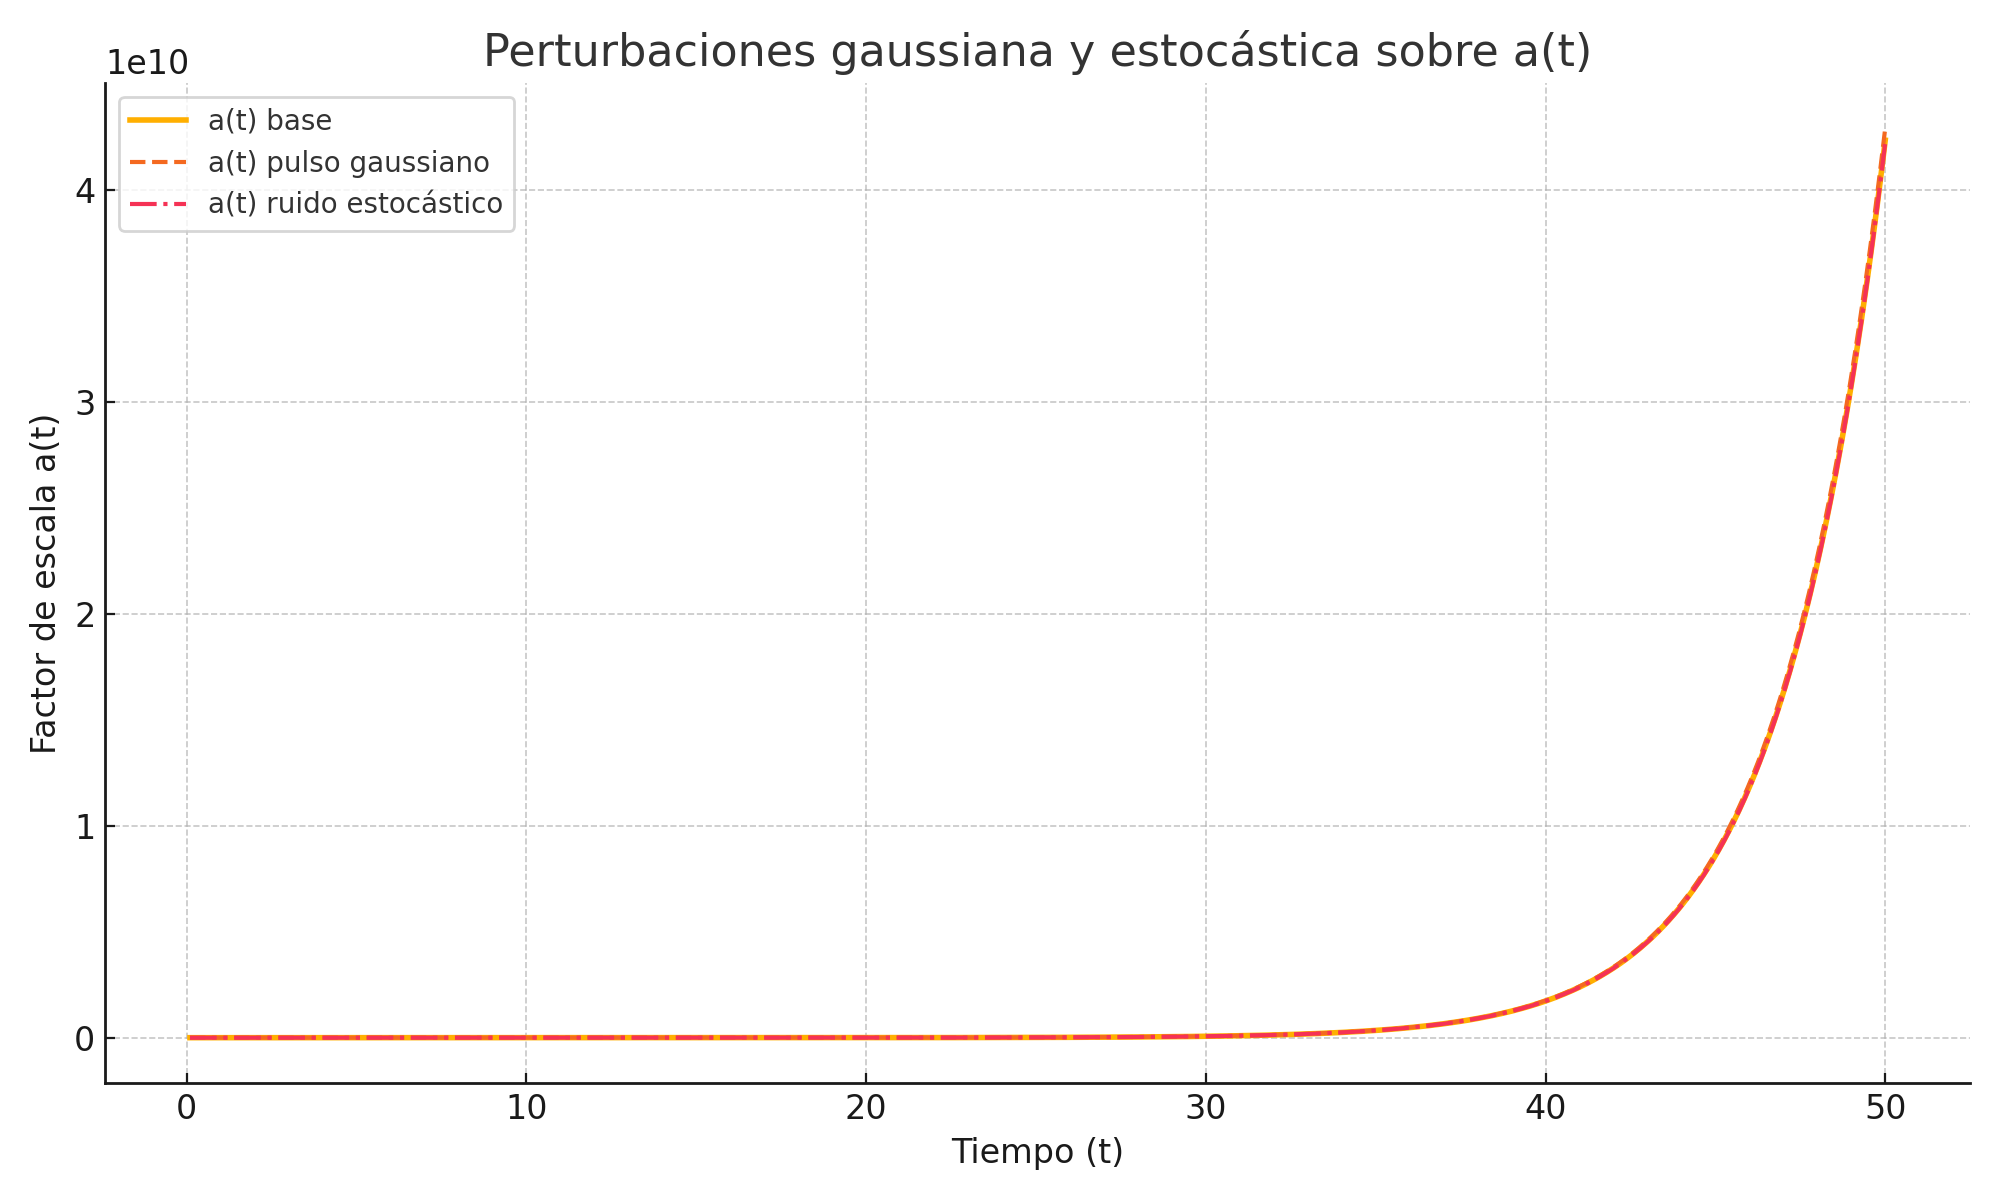 Perturbaciones gaussiana y estocástica sobre a(t)
1e10
a(t) base
a(t) pulso gaussiano
a(t) ruido estocástico
Factor de escala a(t)
4
3
2
1
0
0 10 20 30 40 50
Tiempo (t)